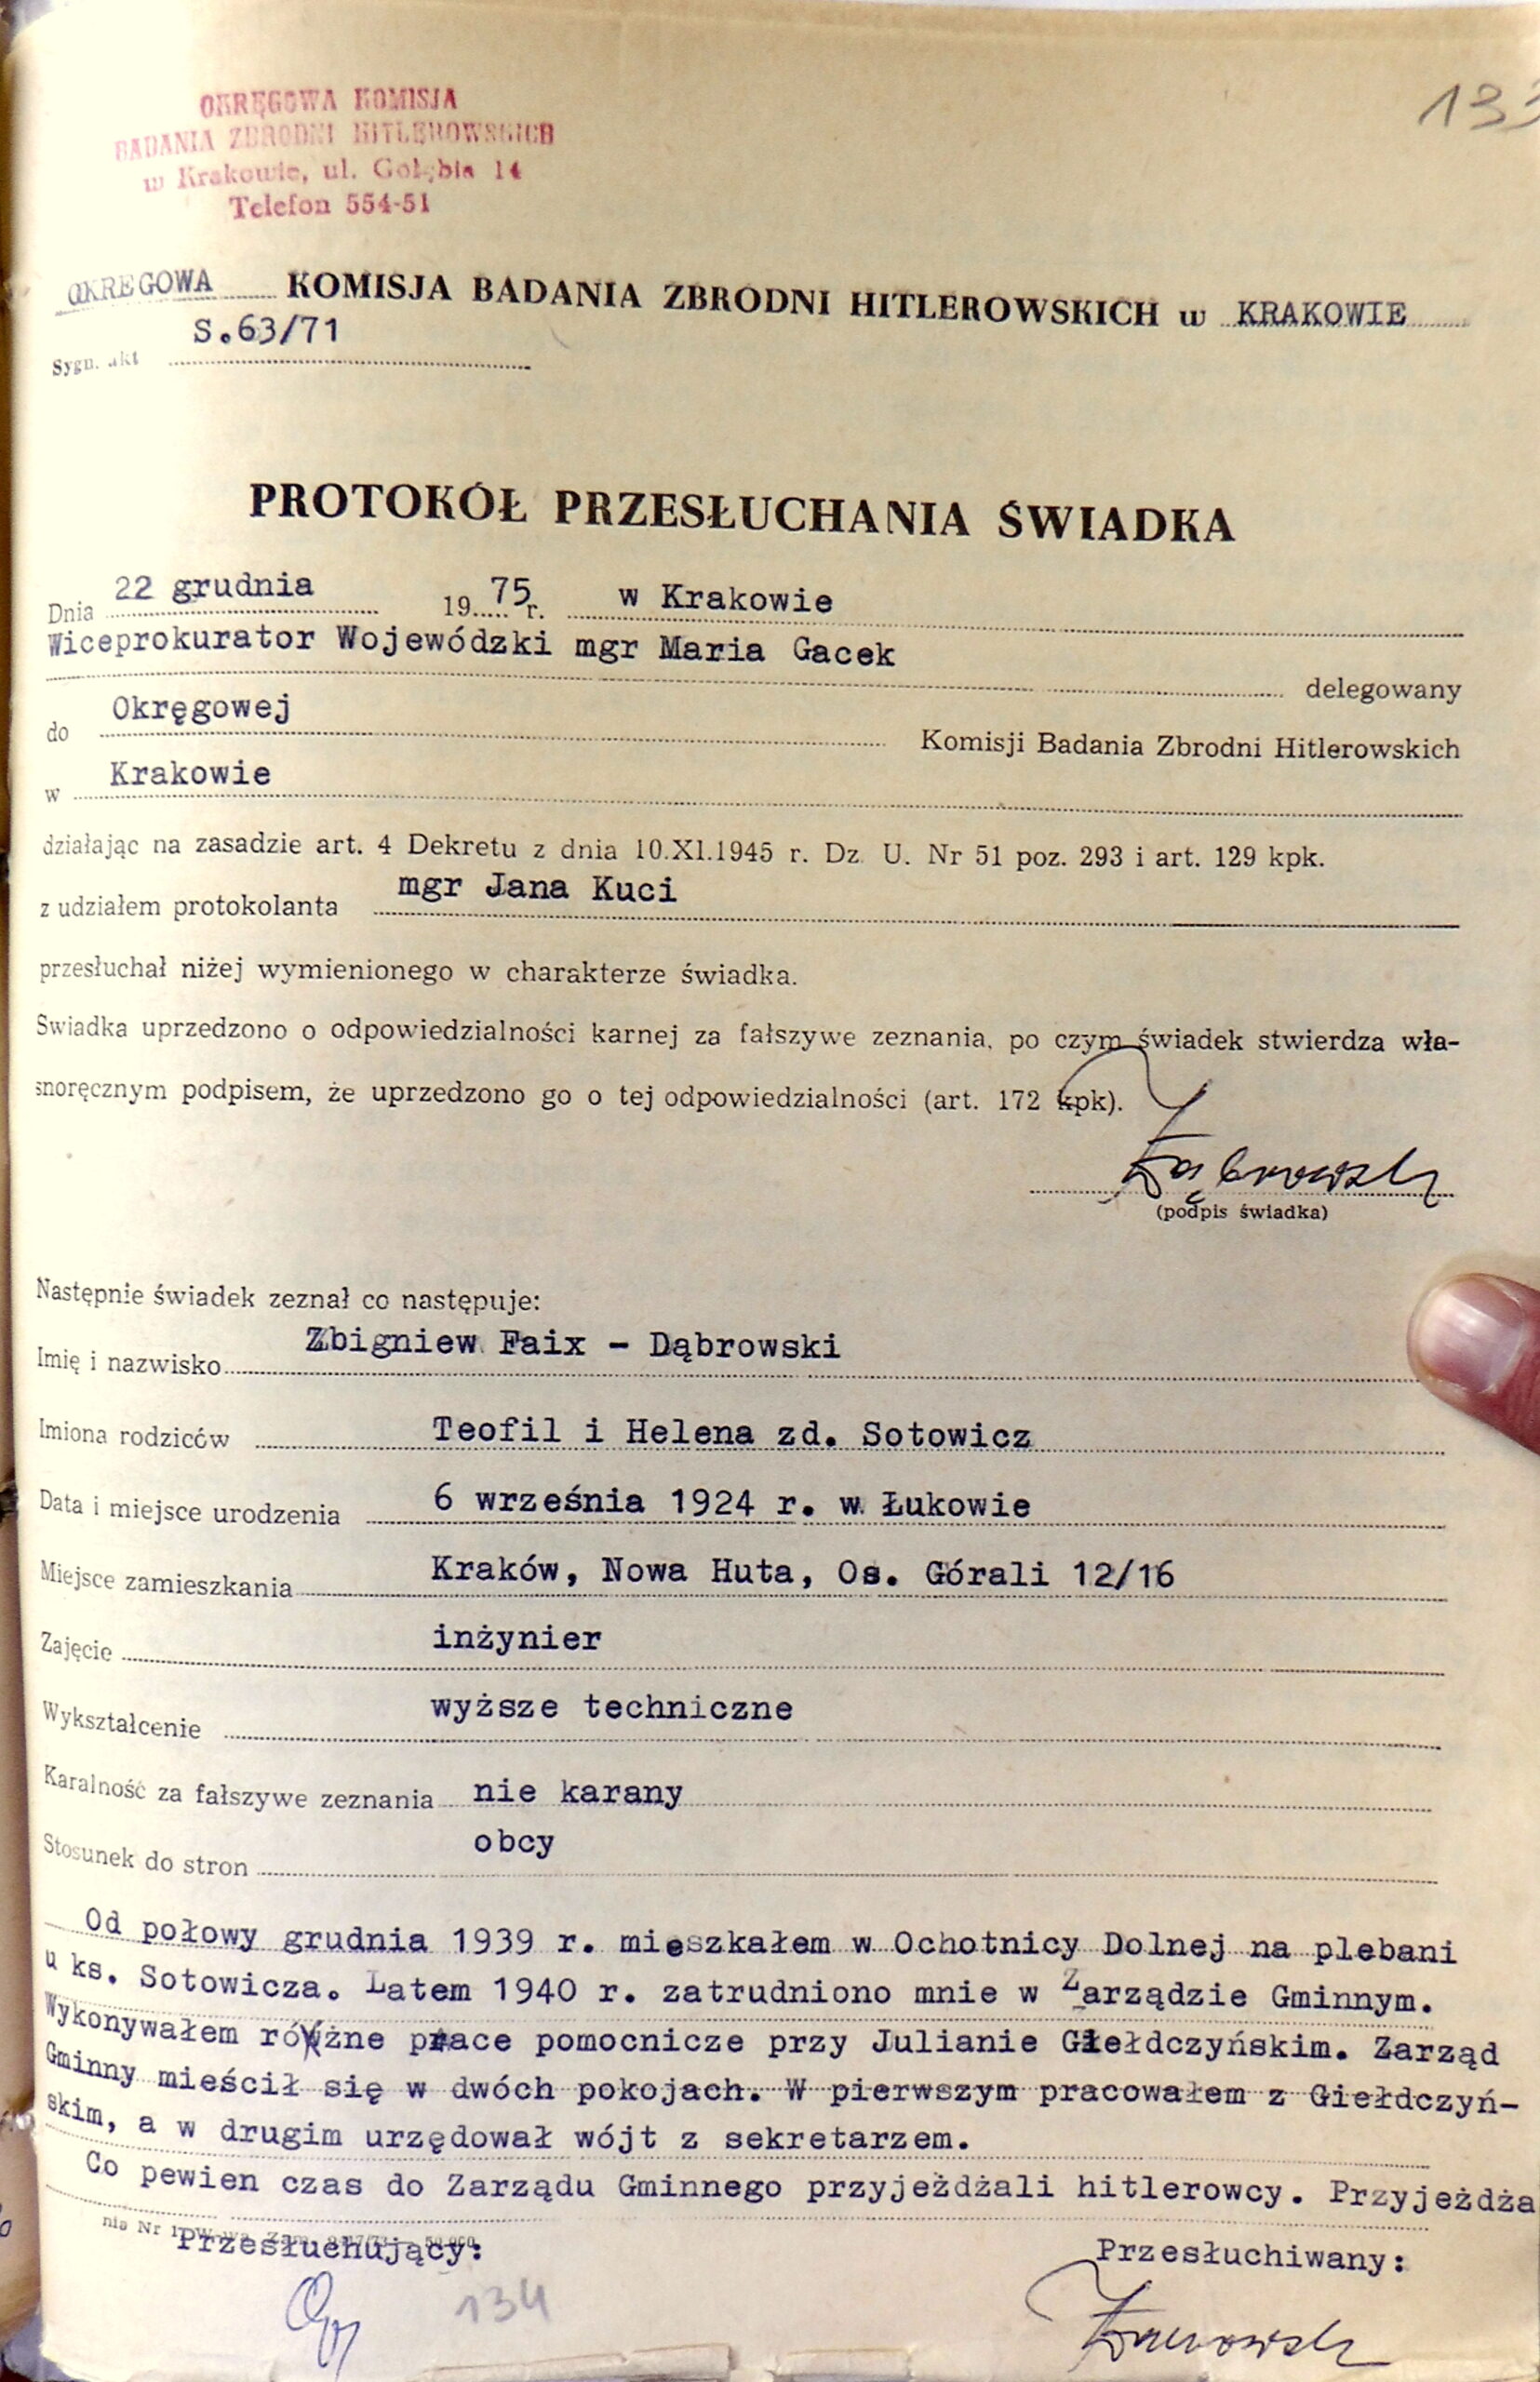 OKRĘGOWA KOMISJA
BADANIA ZBRODNI HITLEROWSKICH
w Krakowie, ul. Gołębia 14
Telefon 554-51
133
OKRĘGOWA KOMISJA BADANIA ZBRODNI HITLEROWSKICH w KRAKOWIE
S.63/71
Sygn. akt
PROTOKÓŁ PRZESŁUCHANIA ŚWIADKA
Dnia 22 grudnia 1975 r. w Krakowie
Wiceprokurator Wojewódzki mgr Maria Gacek
delegowany
do Okręgowej Komisji Badania Zbrodni Hitlerowskich
w Krakowie
działając na zasadzie art. 4 Dekretu z dnia 10.XI.1945 r. Dz. U. Nr 51 poz. 293 i art. 129 kpk.
z udziałem protokolanta mgr Jana Kuci
przesłuchał niżej wymienionego w charakterze świadka.
Świadka uprzedzono o odpowiedzialności karnej za fałszywe zeznania, po czym świadek stwierdza wła-
snoręcznym podpisem, że uprzedzono go o tej odpowiedzialności (art. 172 kpk).
ZDąbrowski
(podpis świadka)
Następnie świadek zeznał co następuje:
Imię i nazwisko Zbigniew Faix - Dąbrowski
Imiona rodziców Teofil i Helena zd. Sotowicz
Data i miejsce urodzenia 6 września 1924 r. w Łukowie
Miejsce zamieszkania Kraków, Nowa Huta, Os. Górali 12/16
Zajęcie inżynier
Wykształcenie wyższe techniczne
Karalność za fałszywe zeznania nie karany
Stosunek do stron obcy
Od połowy grudnia 1939 r. mieszkałem w Ochotnicy Dolnej na plebani
u ks. Sotowicza. Latem 1940 r. zatrudniono mnie w Zarządzie Gminnym.
Wykonywałem różne prace pomocnicze przy Julianie Giełdczyńskim. Zarząd
Gminny mieścił się w dwóch pokojach. W pierwszym pracowałem z Giełdczyń-
skim, a w drugim urzędował wójt z sekretarzem.
Co pewien czas do Zarządu Gminnego przyjeżdżali hitlerowcy. Przyjeżdża
Przesłuchujący: Przesłuchiwany:
134
ZDąbrowski